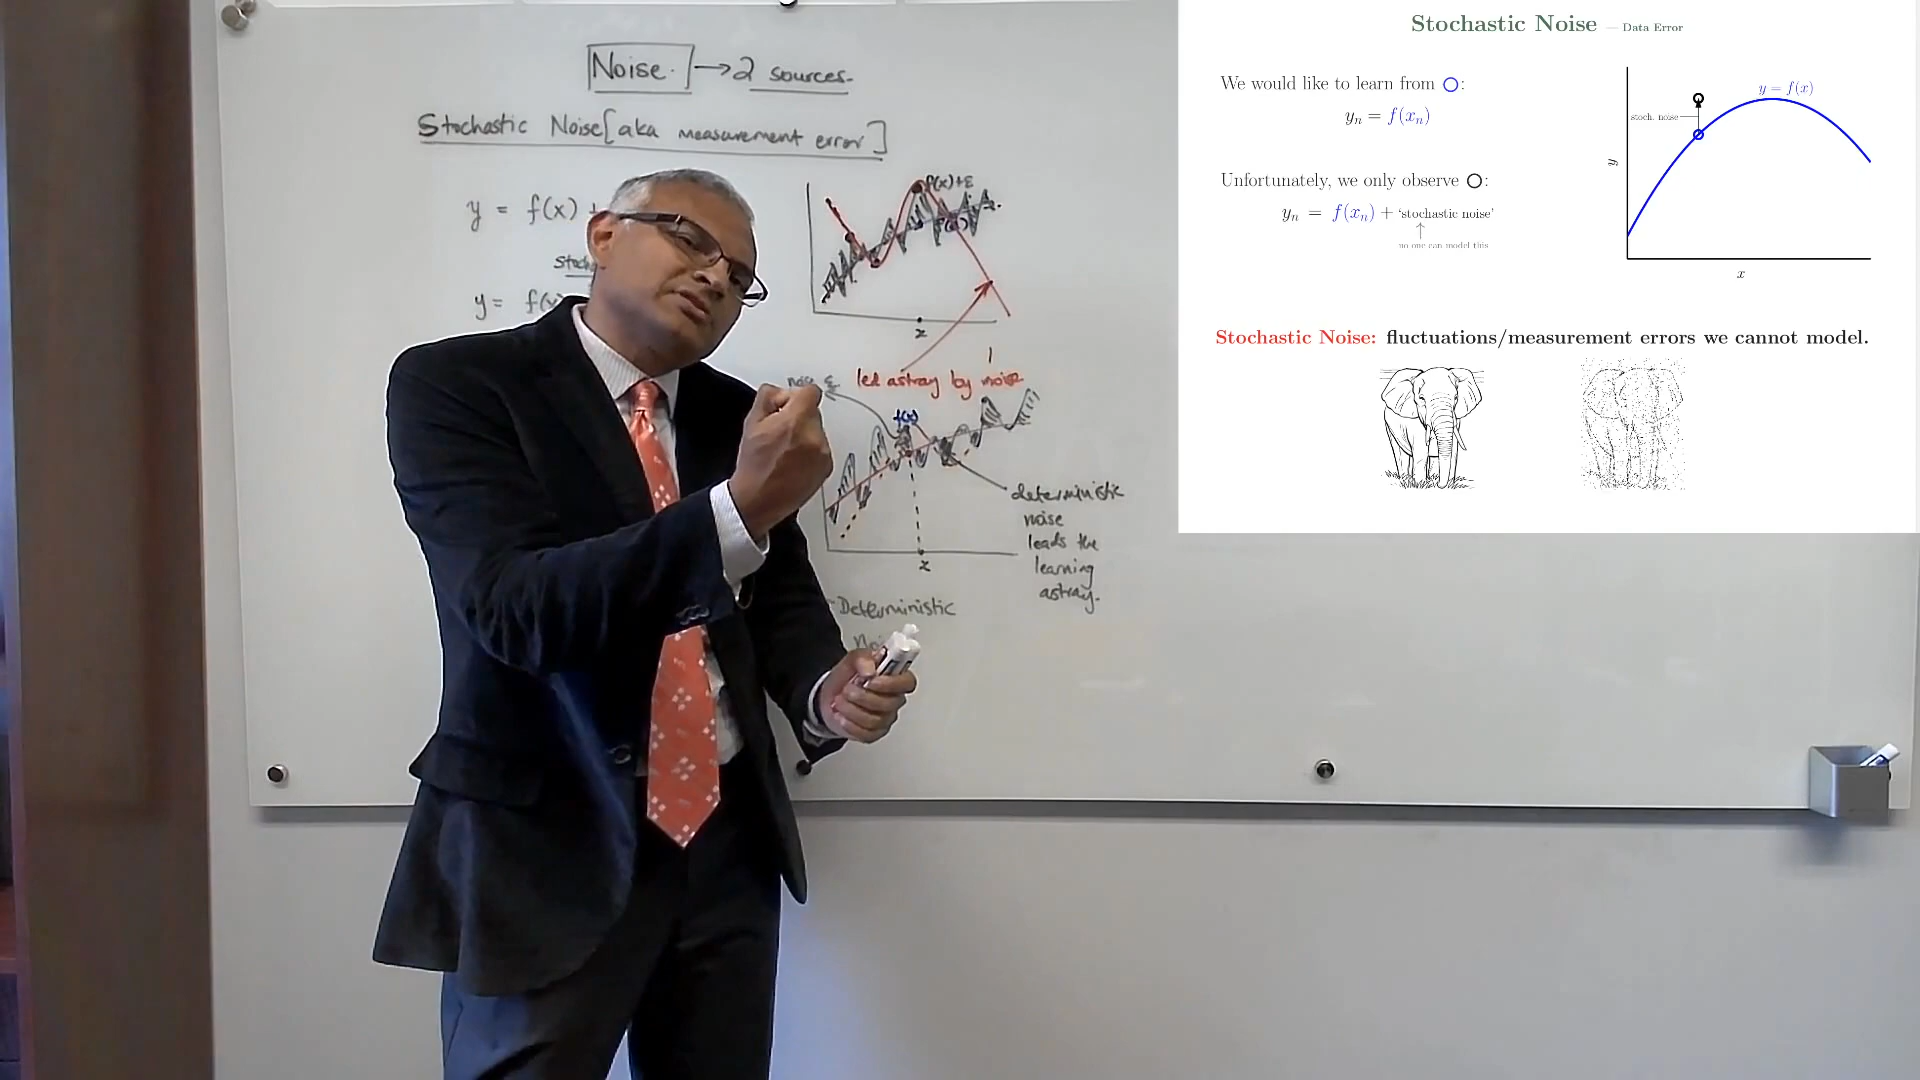 Noise. → 2 sources.
Stochastic Noise [aka measurement error]
y = f(x) +
y = f(x
f(x)+ε
x
led astray by noise
noise ε
f(x)
deterministic
noise
leads the
learning
astray.
x
Deterministic
Stochastic Noise — Data Error
We would like to learn from ○:
yₙ = f(xₙ)
Unfortunately, we only observe ○:
yₙ = f(xₙ) + ‘stochastic noise’
↑
no one can model this
y = f(x)
stoch. noise
y
x
Stochastic Noise: fluctuations/measurement errors we cannot model.